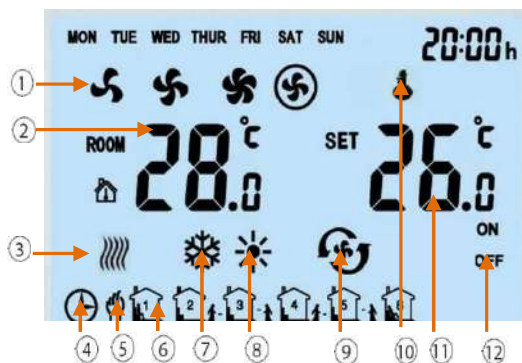 MON TUE WED THUR FRI SAT SUN 20:00h
①
②
ROOM 28.0 °C SET 26.0 °C
③
ON
OFF
1 2 3 4 5 6
④ ⑤ ⑥ ⑦ ⑧ ⑨ ⑩ ⑪ ⑫